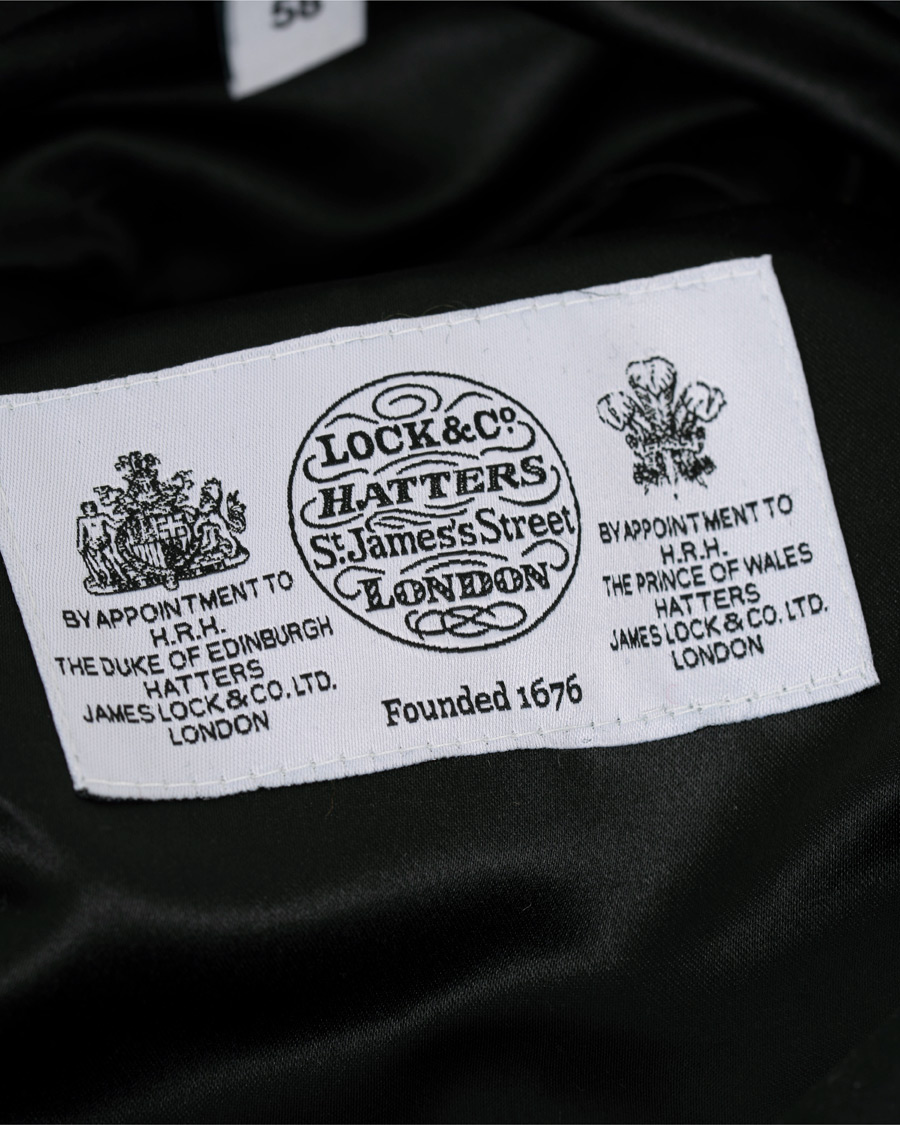 58
LOCK & Co.
HATTERS
St. James's Street
LONDON
Founded 1676
BY APPOINTMENT TO
H.R.H.
THE DUKE OF EDINBURGH
HATTERS
JAMES LOCK & CO. LTD.
LONDON
BY APPOINTMENT TO
H.R.H.
THE PRINCE OF WALES
HATTERS
JAMES LOCK & CO. LTD.
LONDON